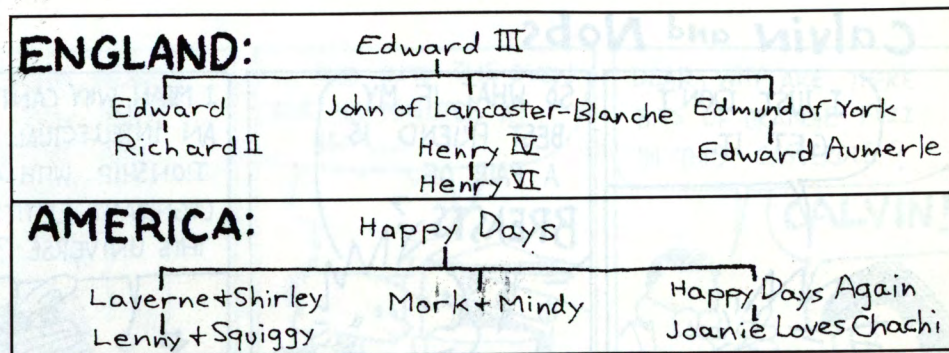 ENGLAND:
Edward III
Edward
John of Lancaster-Blanche
Edmund of York
Richard II
Henry IV
Edward Aumerle
Henry VI
AMERICA:
Happy Days
Laverne + Shirley
Mork + Mindy
Happy Days Again
Lenny + Squiggy
Joanie Loves Chachi